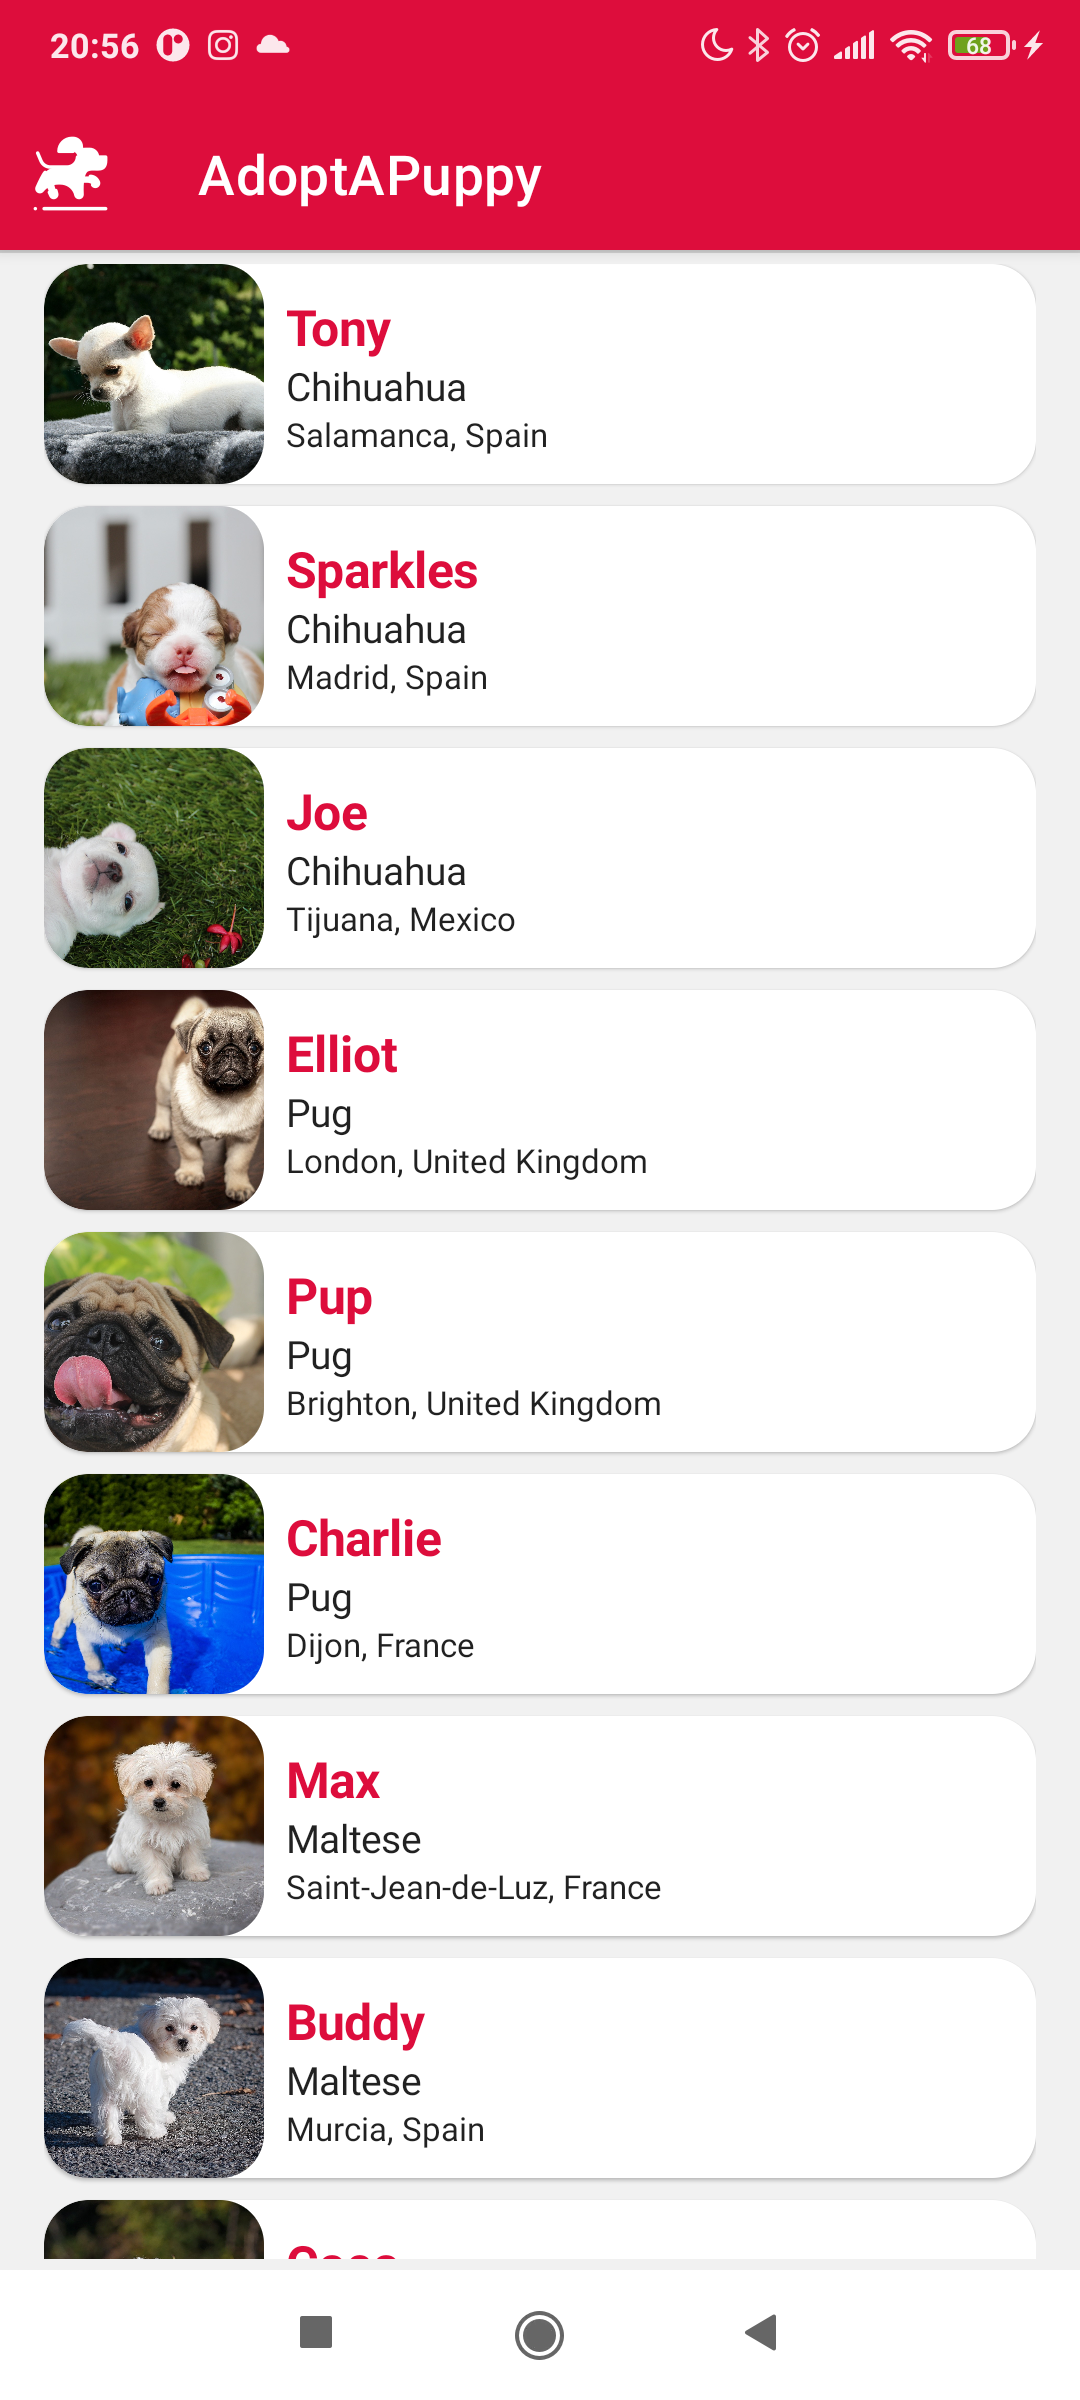 20:56
68
AdoptAPuppy
Tony
Chihuahua
Salamanca, Spain
Sparkles
Chihuahua
Madrid, Spain
Joe
Chihuahua
Tijuana, Mexico
Elliot
Pug
London, United Kingdom
Pup
Pug
Brighton, United Kingdom
Charlie
Pug
Dijon, France
Max
Maltese
Saint-Jean-de-Luz, France
Buddy
Maltese
Murcia, Spain